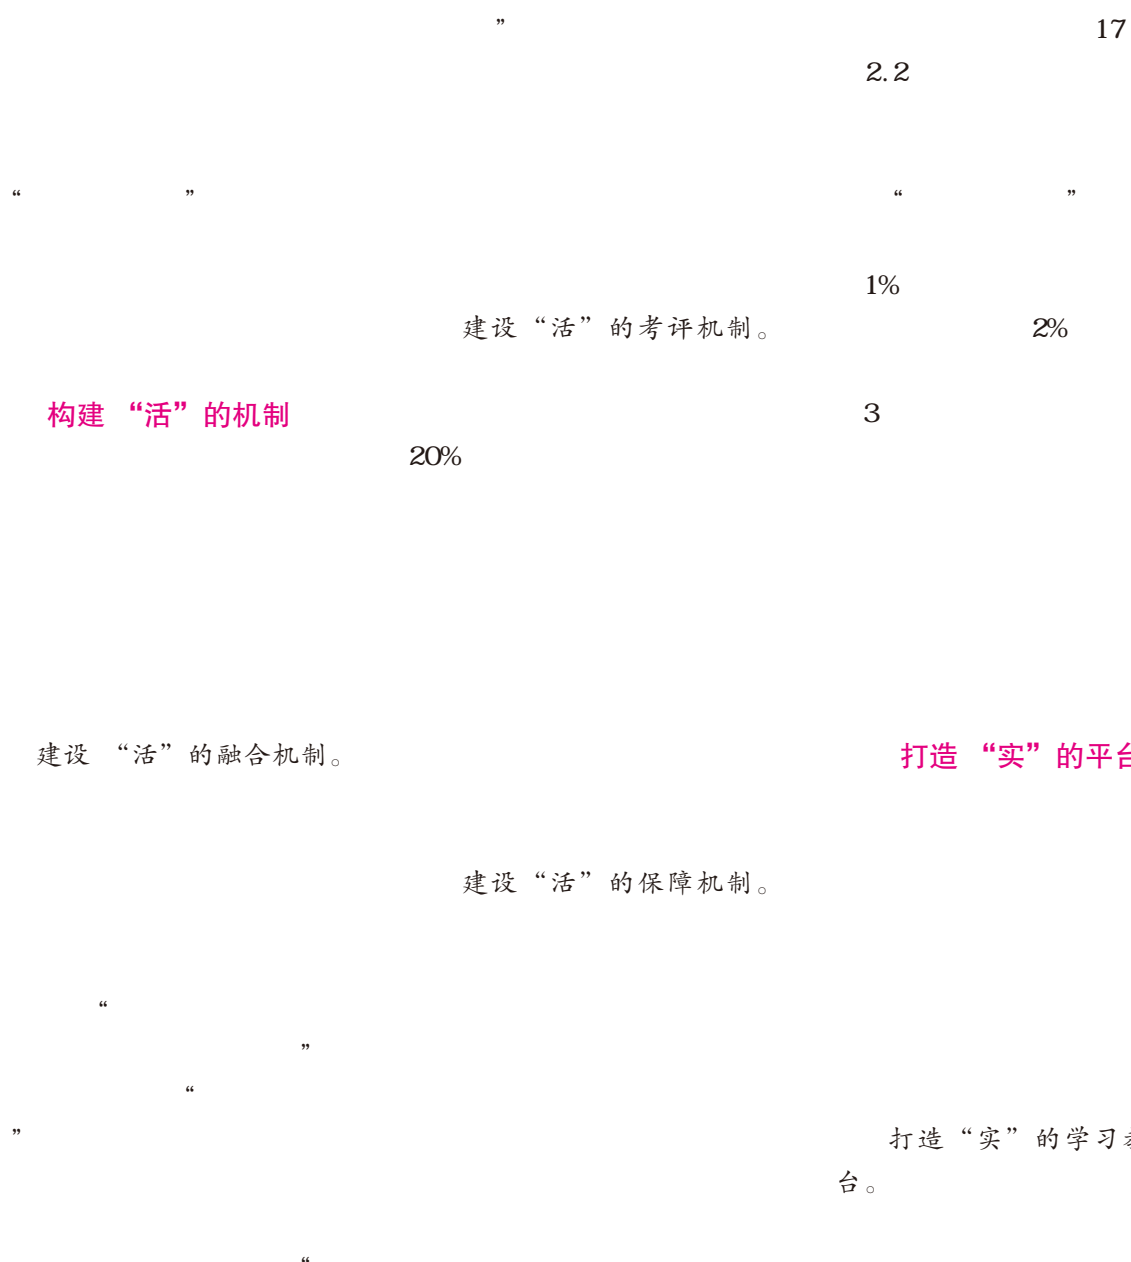 “ ”
构建 “活”的机制
建设 “活”的融合机制。
“
”
“
”
“
”
建设“活”的考评机制。
20%
建设“活”的保障机制。
17
2.2
“ ”
1%
2%
3
打造 “实”的平台
打造“实”的学习
台。